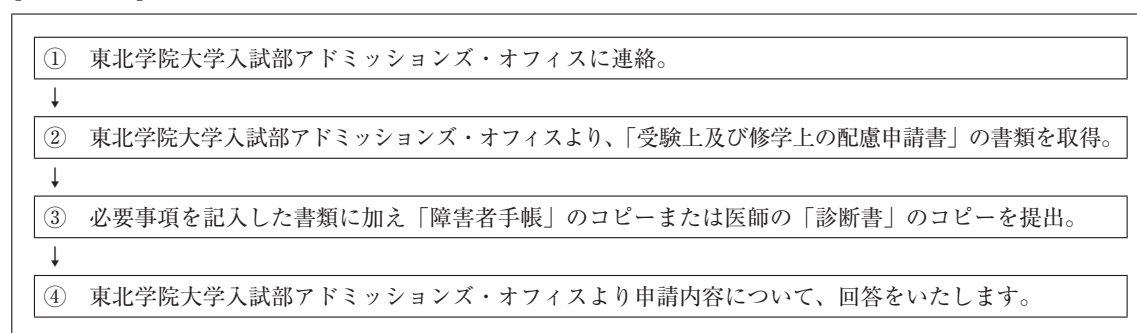 ① 東北学院大学入試部アドミッションズ・オフィスに連絡。
↓
② 東北学院大学入試部アドミッションズ・オフィスより、「受験上及び修学上の配慮申請書」の書類を取得。
↓
③ 必要事項を記入した書類に加え「障害者手帳」のコピーまたは医師の「診断書」のコピーを提出。
↓
④ 東北学院大学入試部アドミッションズ・オフィスより申請内容について、回答をいたします。